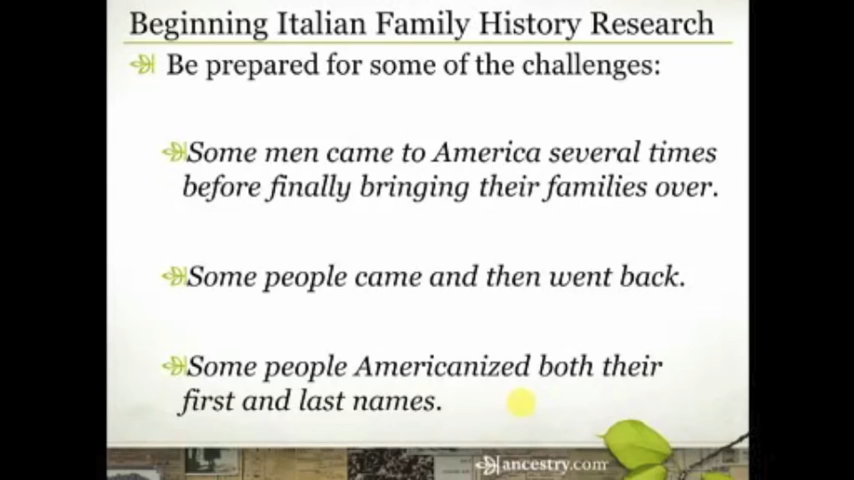 Beginning Italian Family History Research
Be prepared for some of the challenges:
Some men came to America several times
before finally bringing their families over.
Some people came and then went back.
Some people Americanized both their
first and last names.
ancestry.com